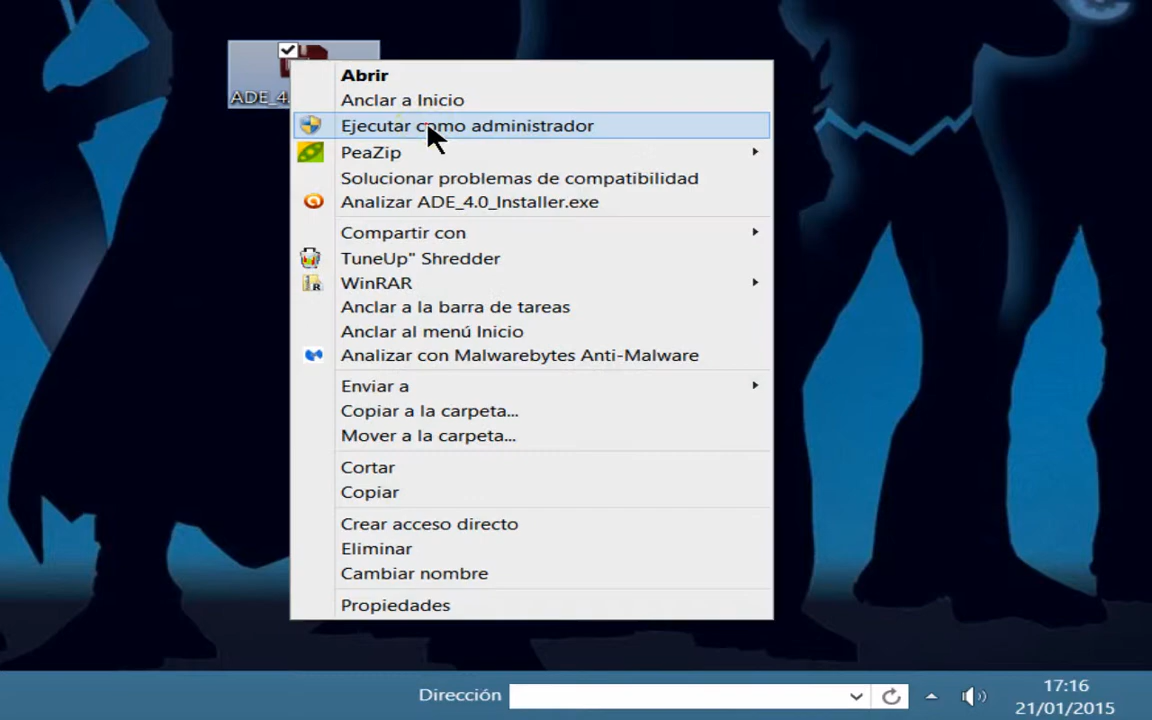 ADE_4.
Abrir
Anclar a Inicio
Ejecutar como administrador
PeaZip
Solucionar problemas de compatibilidad
Analizar ADE_4.0_Installer.exe
Compartir con
TuneUp" Shredder
WinRAR
Anclar a la barra de tareas
Anclar al menú Inicio
Analizar con Malwarebytes Anti-Malware
Enviar a
Copiar a la carpeta...
Mover a la carpeta...
Cortar
Copiar
Crear acceso directo
Eliminar
Cambiar nombre
Propiedades
Dirección
17:16
21/01/2015